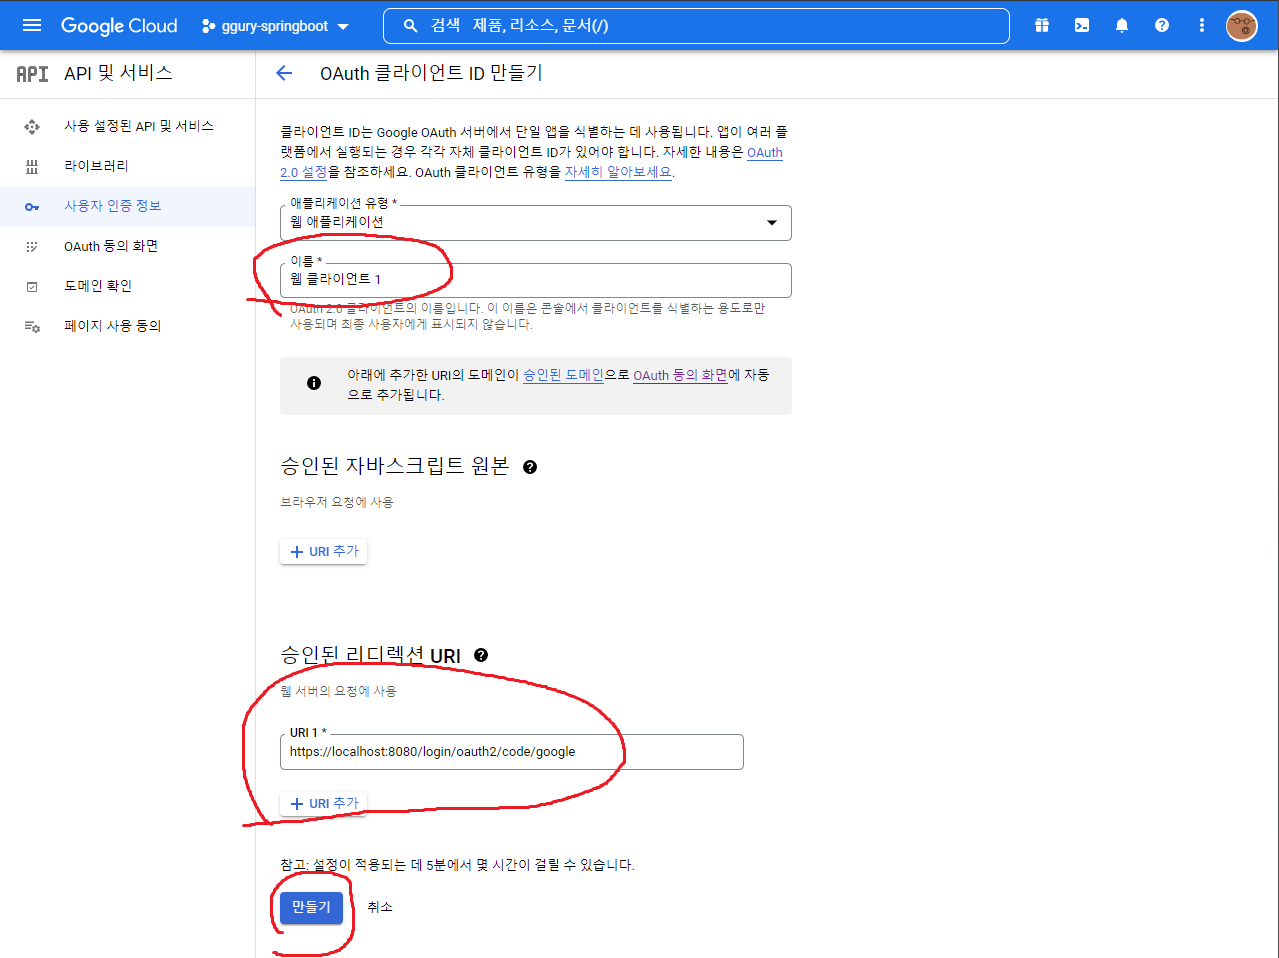 Google Cloud
ggury-springboot
검색 제품, 리소스, 문서(/)
API API 및 서비스
OAuth 클라이언트 ID 만들기
사용 설정된 API 및 서비스
라이브러리
사용자 인증 정보
OAuth 동의 화면
도메인 확인
페이지 사용 동의
클라이언트 ID는 Google OAuth 서버에서 단일 앱을 식별하는 데 사용됩니다. 앱이 여러 플
랫폼에서 실행되는 경우 각각 자체 클라이언트 ID가 있어야 합니다. 자세한 내용은 OAuth
2.0 설정을 참조하세요. OAuth 클라이언트 유형을 자세히 알아보세요.
애플리케이션 유형 *
웹 애플리케이션
이름 *
웹 클라이언트 1
OAuth 2.0 클라이언트의 이름입니다. 이 이름은 콘솔에서 클라이언트를 식별하는 용도로만
사용되며 최종 사용자에게 표시되지 않습니다.
아래에 추가한 URI의 도메인이 승인된 도메인으로 OAuth 동의 화면에 자동
으로 추가됩니다.
승인된 자바스크립트 원본
브라우저 요청에 사용
+ URI 추가
승인된 리디렉션 URI
웹 서버의 요청에 사용
URI 1 *
https://localhost:8080/login/oauth2/code/google
+ URI 추가
참고: 설정이 적용되는 데 5분에서 몇 시간이 걸릴 수 있습니다.
만들기 취소